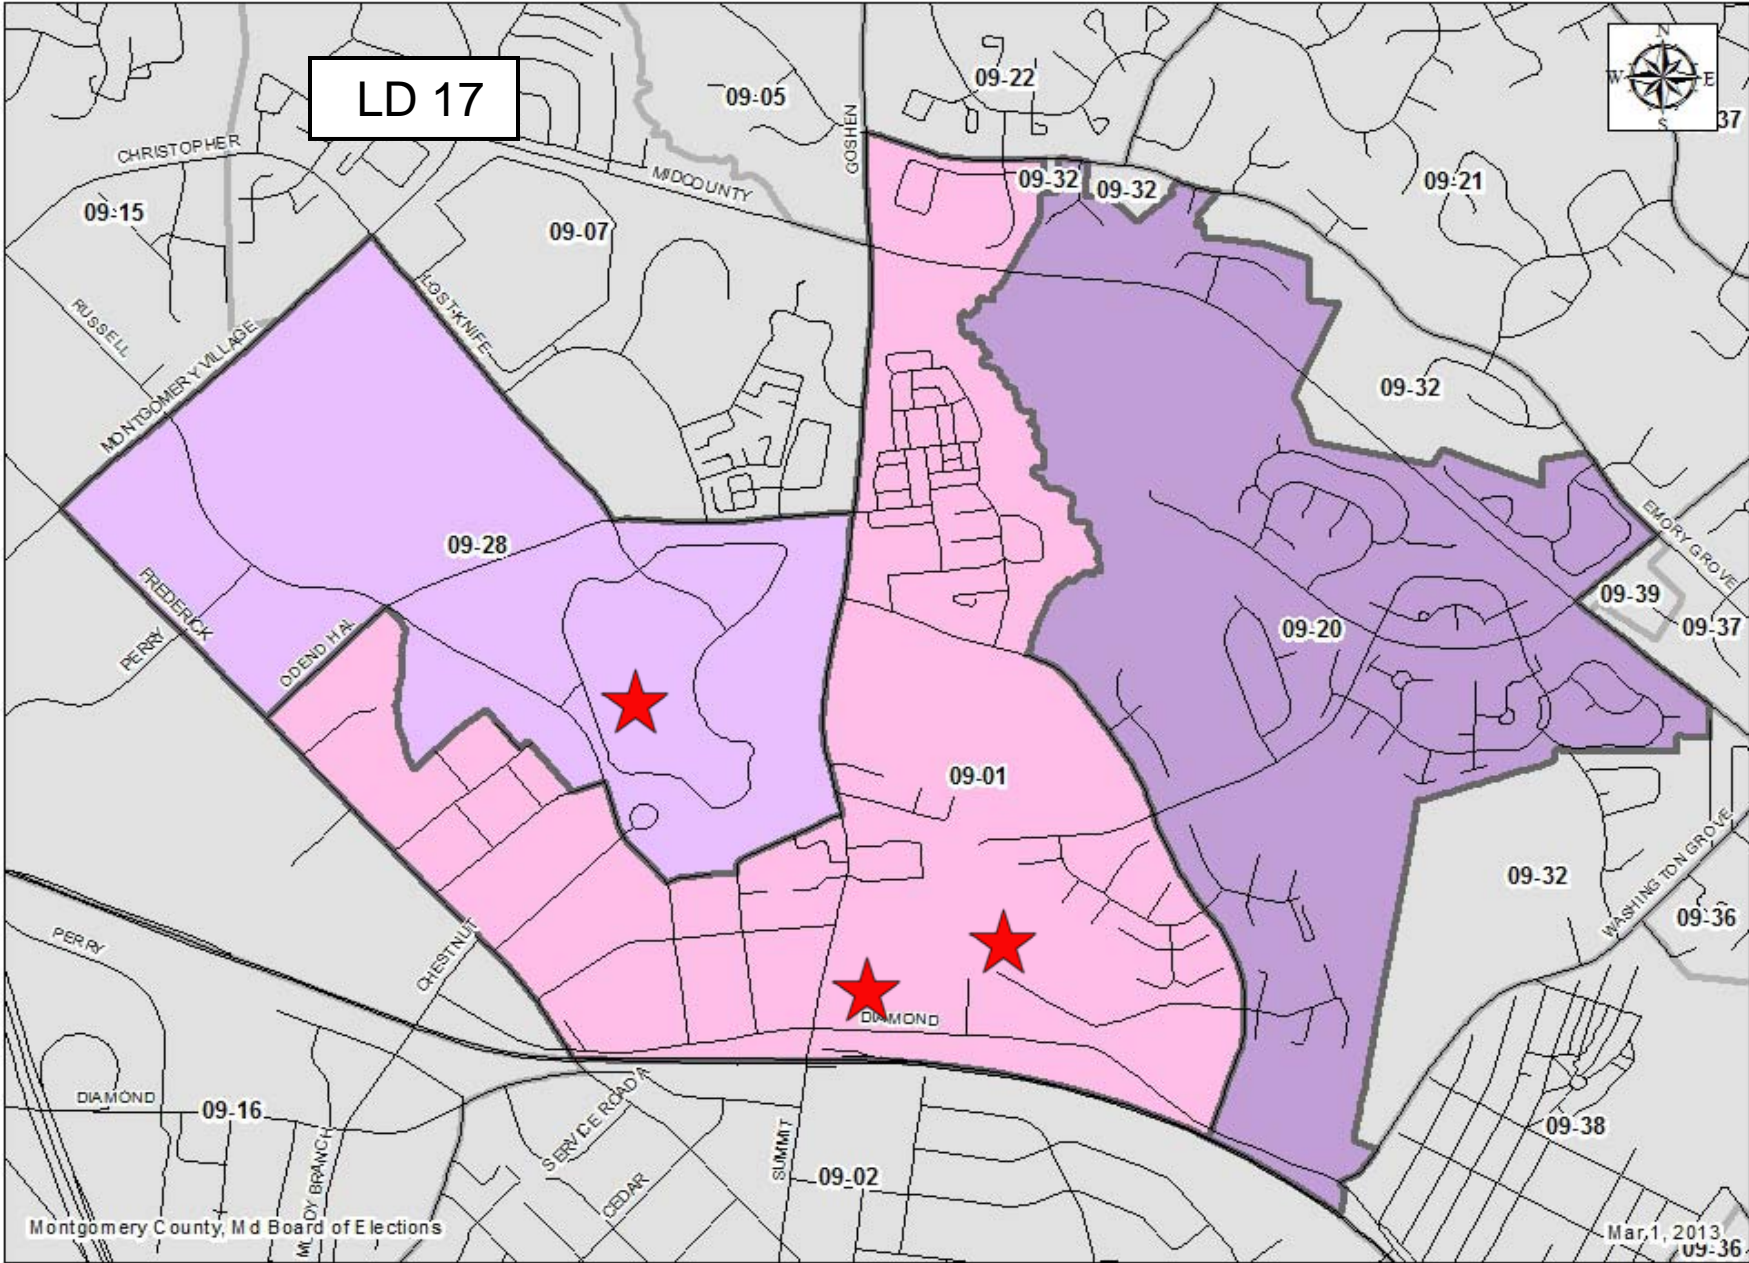 LD 17
N
W E
S
37
09-22
09-05
GOSHEN
CHRISTOPHER
MIDCOUNTY
09-32
09-32
09-21
09-15
09-07
LOST KNIFE
RUSSELL
MONTGOMERY VILLAGE
09-32
EMORY GROVE
09-28
FREDERICK
PERRY
ODEND HAL
09-39
09-20
09-37
09-01
09-32
WASHINGTON GROVE
09-36
PERRY
CHESTNUT
DIAMOND
DIAMOND
09-16
SERVICE ROAD A
09-38
SUMMIT
09-02
CEDAR
Montgomery County, Md Board of Elections
Mar,1, 2013
09-36